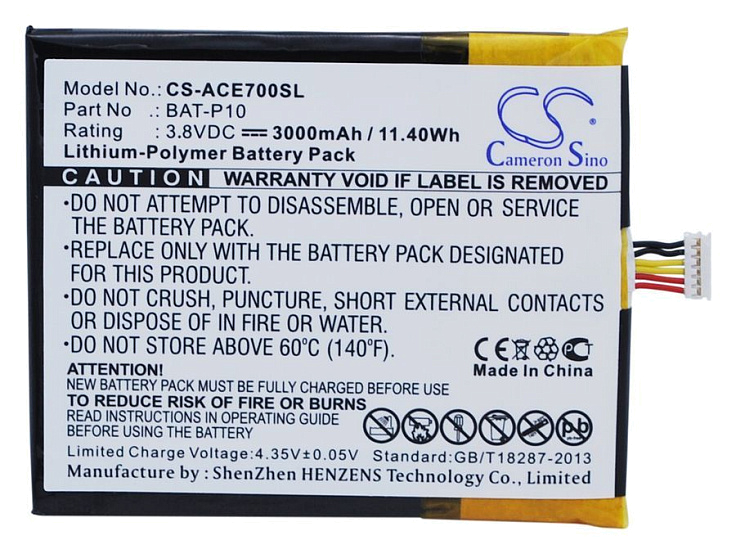 Model No.: CS-ACE700SL
Part No .: BAT-P10
Rating : 3.8VDC 3000mAh / 11.40Wh
Lithium-Polymer Battery Pack
CS
Cameron Sino
CAUTION WARRANTY VOID IF LABEL IS REMOVED
•DO NOT ATTEMPT TO DISASSEMBLE, OPEN OR SERVICE
THE BATTERY PACK.
•REPLACE ONLY WITH THE BATTERY PACK DESIGNATED
FOR THIS EQUIPMENT.
•DO NOT CRUSH, PUNCTURE, SHORT EXTERNAL CONTACTS
OR DISPOSE OF IN FIRE OR WATER.
•DO NOT STORE ABOVE 60°C (140°F).
CE PCT
Made In China
ATTENTION!
NEW BATTERY PACK MUST BE FULLY CHARGED BEFORE USE
TO REDUCE RISK OF FIRE OR BURNS
READ INSTRUCTIONS IN OPERATING GUIDE
BEFORE USING THE BATTERY
pb
Limited Charge Voltage:4.35V±0.05V Standard:GB/T18287-2013
Manufacture by : ShenZhen HENZENS Technology Co., Limited